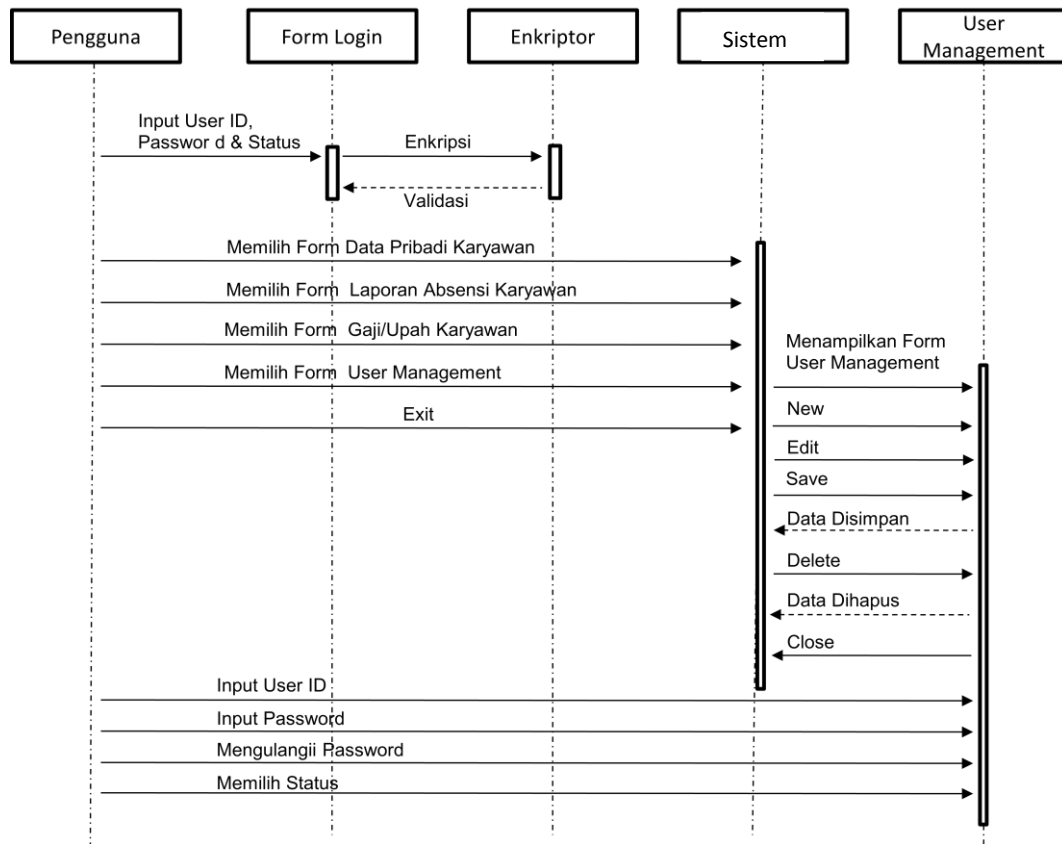 Pengguna
Form Login
Enkriptor
Sistem
User
Management
Input User ID,
Passwor d & Status
Enkripsi
Validasi
Memilih Form Data Pribadi Karyawan
Memilih Form  Laporan Absensi Karyawan
Memilih Form  Gaji/Upah Karyawan
Memilih Form  User Management
Exit
Menampilkan Form
User Management
New
Edit
Save
Data Disimpan
Delete
Data Dihapus
Close
Input User ID
Input Password
Mengulangii Password
Memilih Status